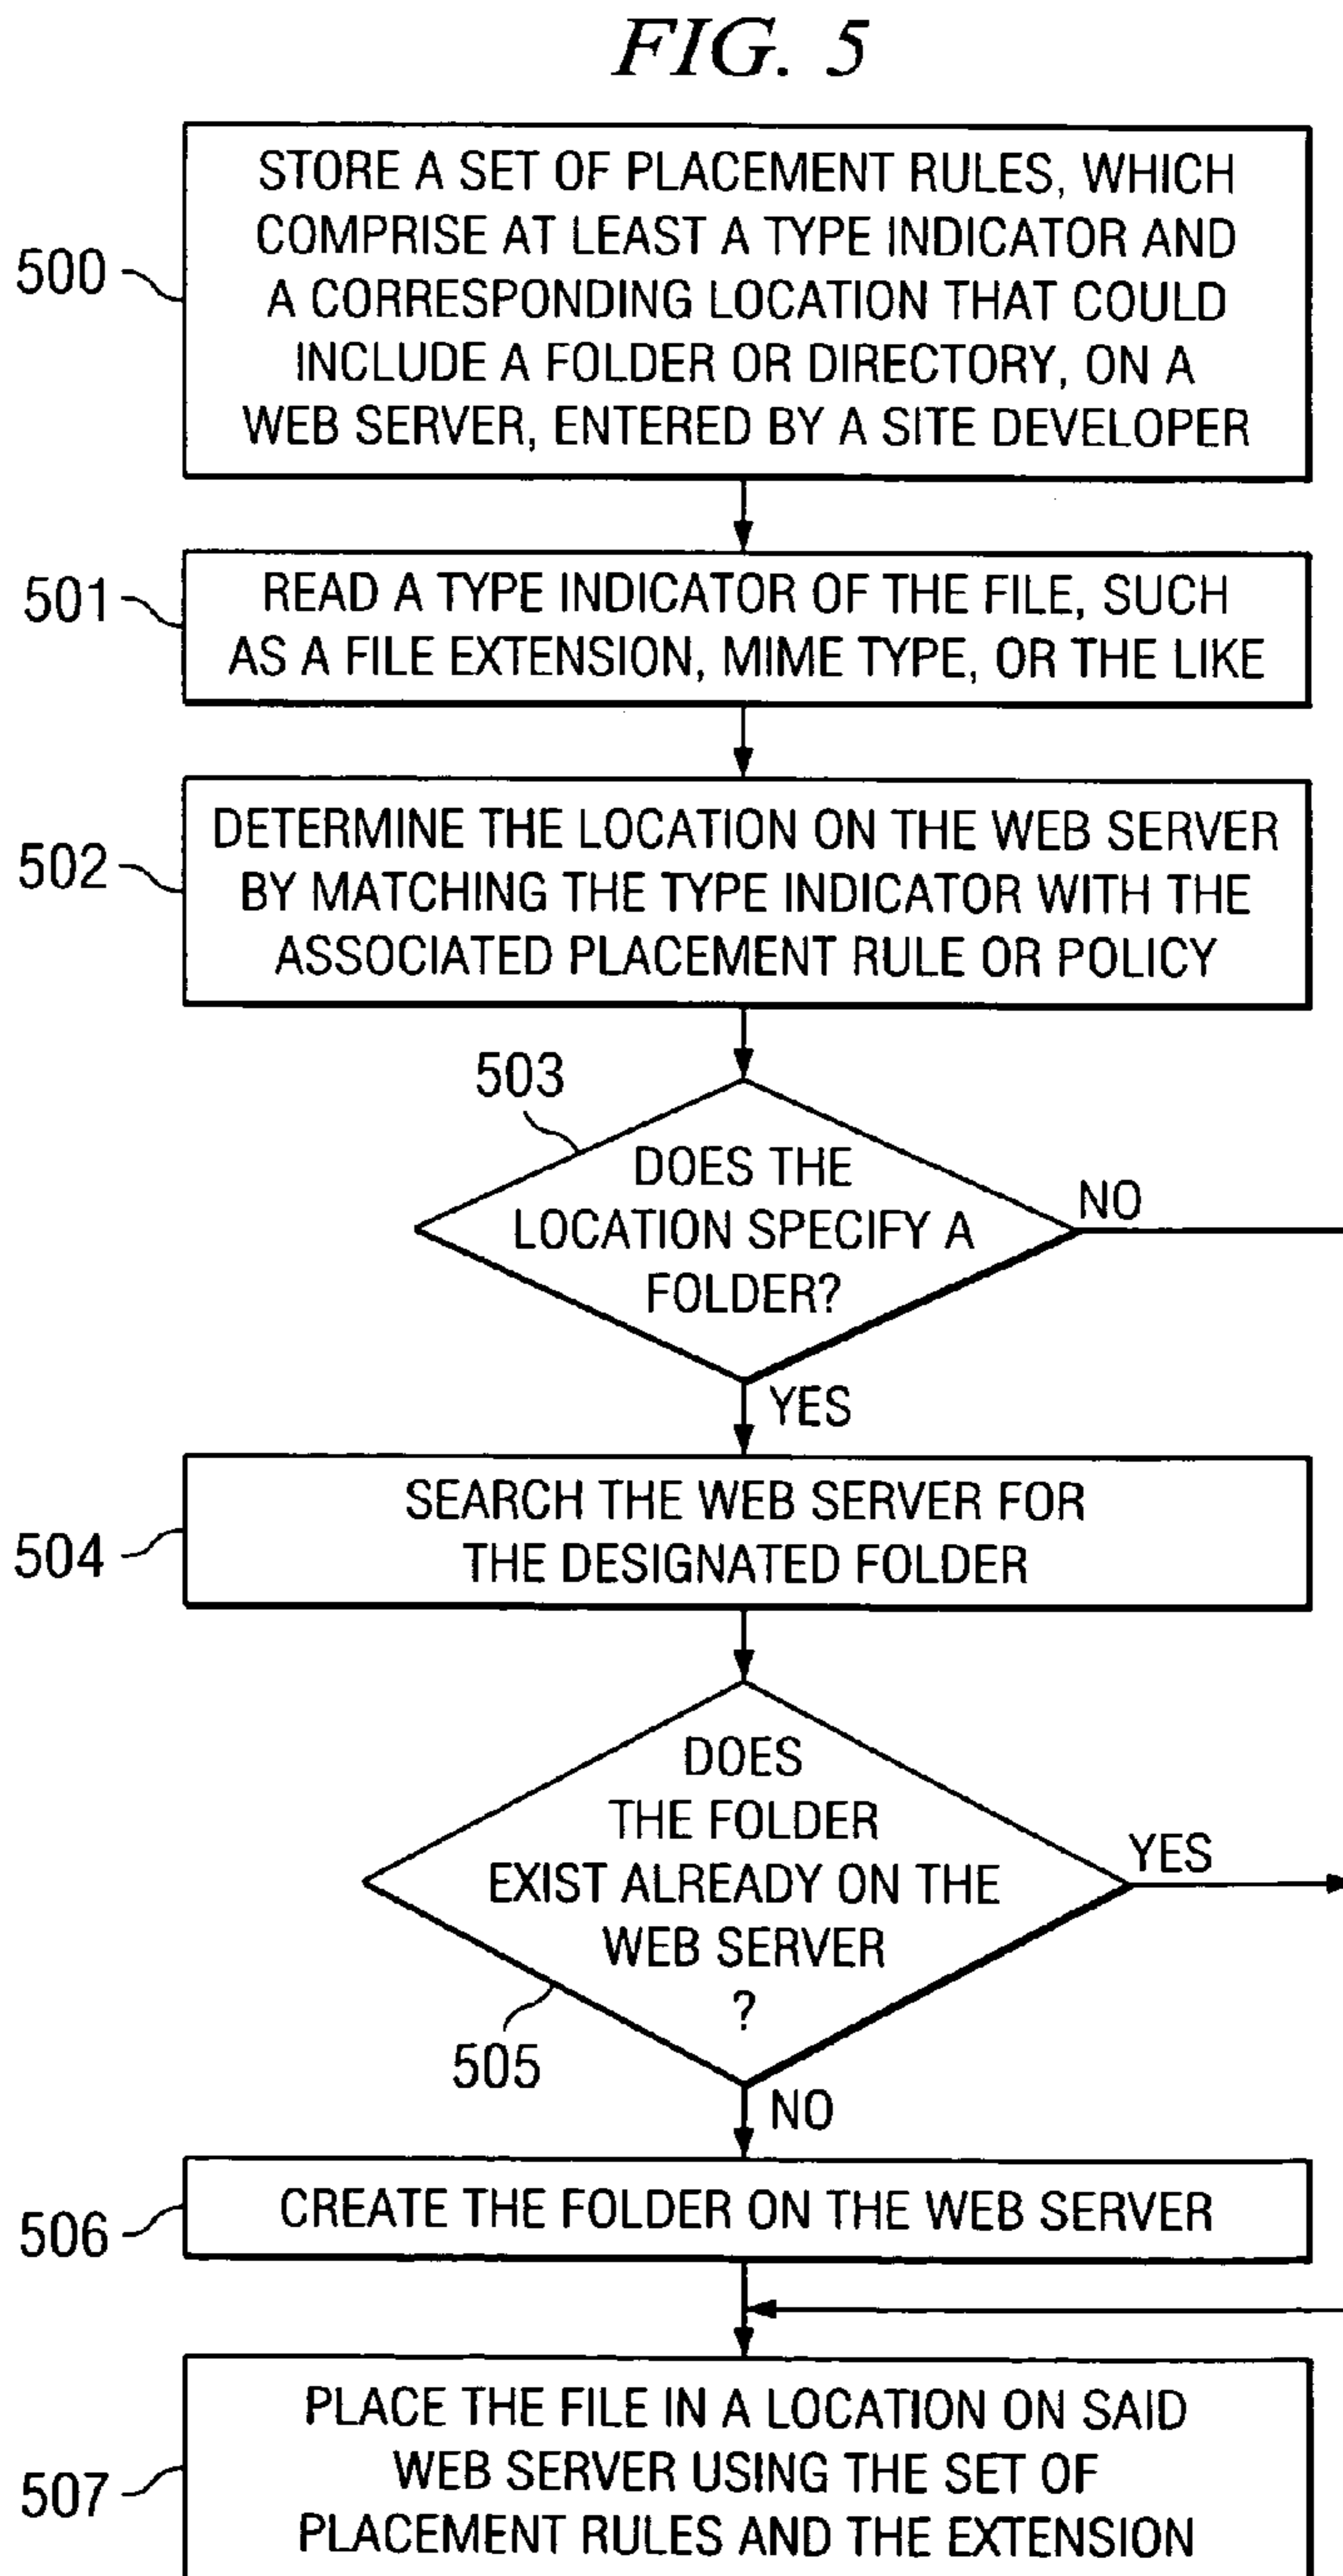 FIG. 5
500
STORE A SET OF PLACEMENT RULES, WHICH
COMPRISE AT LEAST A TYPE INDICATOR AND
A CORRESPONDING LOCATION THAT COULD
INCLUDE A FOLDER OR DIRECTORY, ON A
WEB SERVER, ENTERED BY A SITE DEVELOPER
501
READ A TYPE INDICATOR OF THE FILE, SUCH
AS A FILE EXTENSION, MIME TYPE, OR THE LIKE
502
DETERMINE THE LOCATION ON THE WEB SERVER
BY MATCHING THE TYPE INDICATOR WITH THE
ASSOCIATED PLACEMENT RULE OR POLICY
503
DOES THE
LOCATION SPECIFY A
FOLDER?
NO
YES
504
SEARCH THE WEB SERVER FOR
THE DESIGNATED FOLDER
DOES
THE FOLDER
EXIST ALREADY ON THE
WEB SERVER
?
YES
505
NO
506
CREATE THE FOLDER ON THE WEB SERVER
507
PLACE THE FILE IN A LOCATION ON SAID
WEB SERVER USING THE SET OF
PLACEMENT RULES AND THE EXTENSION